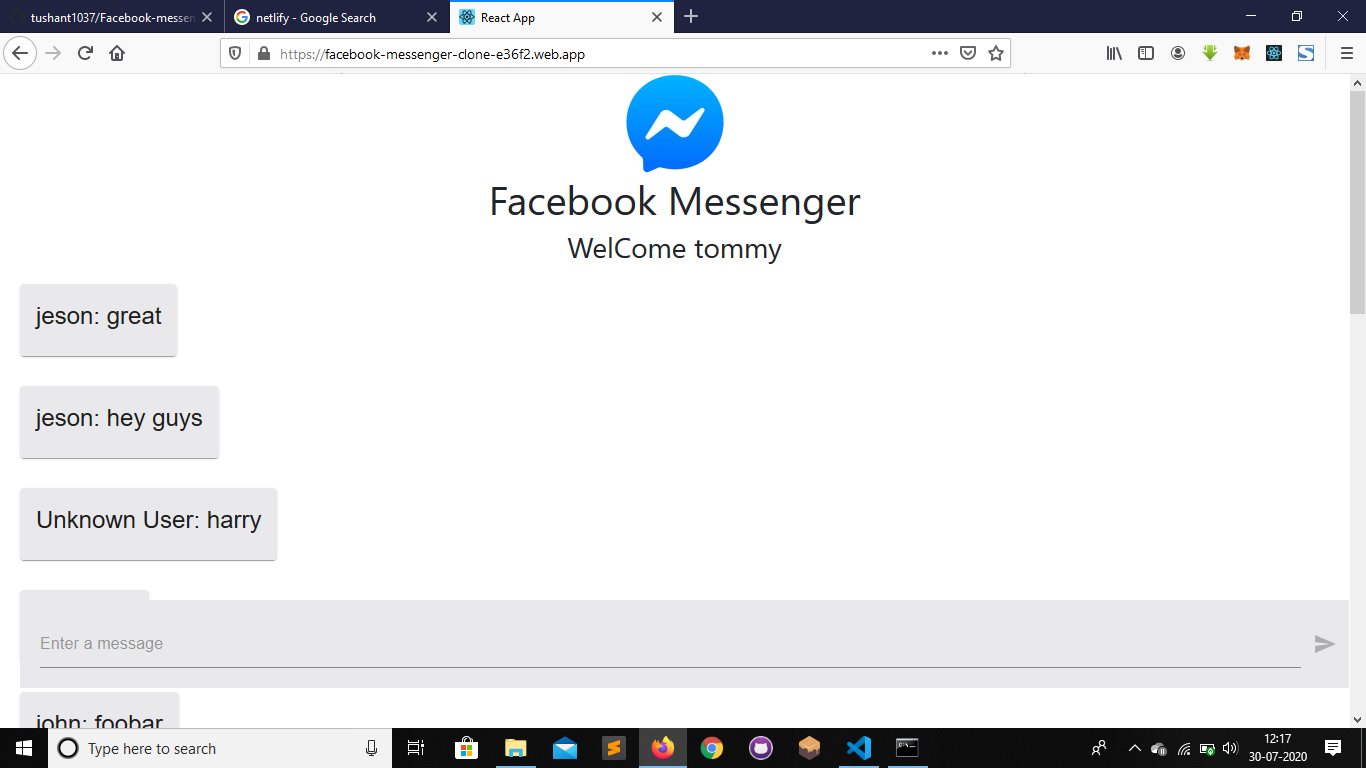 tushant1037/Facebook-messen
netlify - Google Search
React App
https://facebook-messenger-clone-e36f2.web.app
Facebook Messenger
WelCome tommy
jeson: great
jeson: hey guys
Unknown User: harry
Enter a message
john: foobar
Type here to search
12:17
30-07-2020